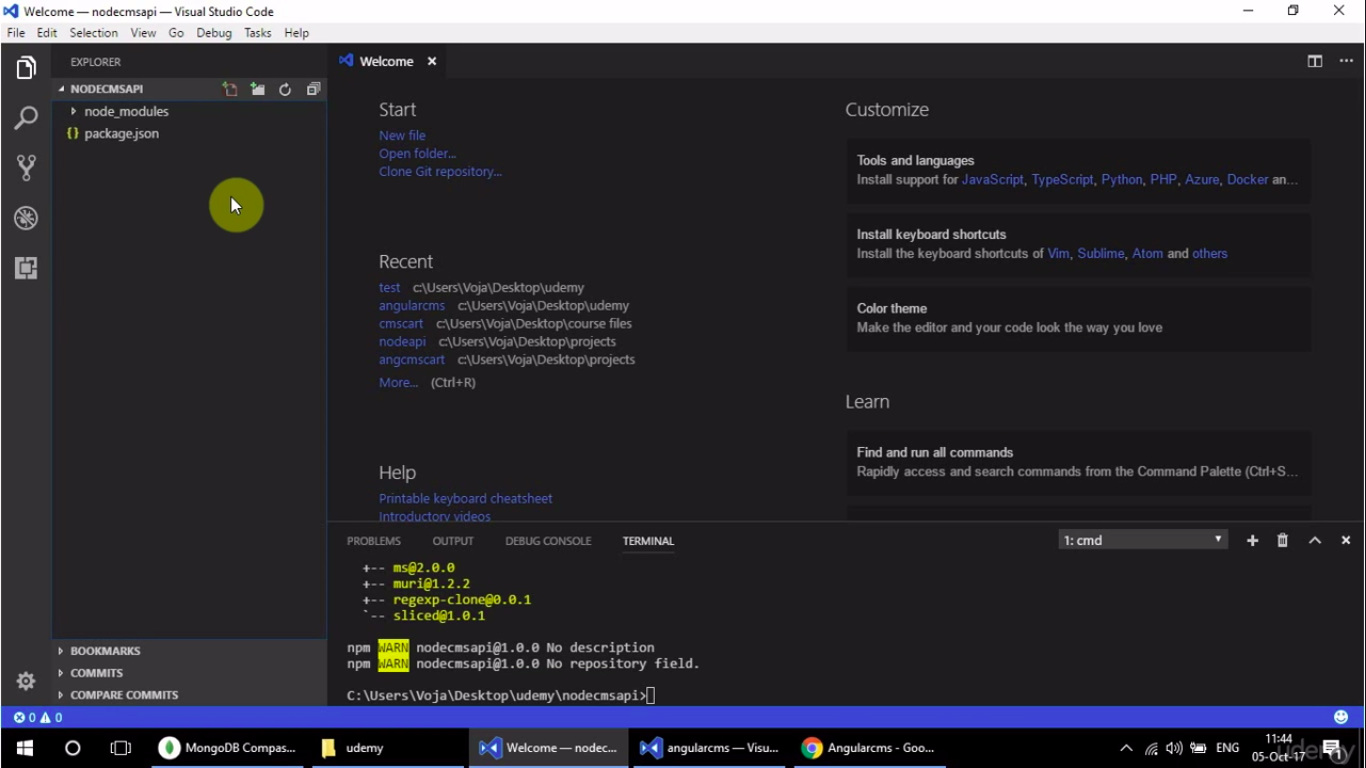 Welcome — nodecmsapi — Visual Studio Code
File Edit Selection View Go Debug Tasks Help
EXPLORER
NODECMSAPI
node_modules
{} package.json
BOOKMARKS
COMMITS
COMPARE COMMITS
Welcome
Start
New file
Open folder...
Clone Git repository...
Recent
test c:\Users\Voja\Desktop\udemy
angularcms c:\Users\Voja\Desktop\udemy
cmscart c:\Users\Voja\Desktop\course files
nodeapi c:\Users\Voja\Desktop\projects
angcmscart c:\Users\Voja\Desktop\projects
More... (Ctrl+R)
Help
Printable keyboard cheatsheet
Introductory videos
Customize
Tools and languages
Install support for JavaScript, TypeScript, Python, PHP, Azure, Docker an...
Install keyboard shortcuts
Install the keyboard shortcuts of Vim, Sublime, Atom and others
Color theme
Make the editor and your code look the way you love
Learn
Find and run all commands
Rapidly access and search commands from the Command Palette (Ctrl+S...
PROBLEMS OUTPUT DEBUG CONSOLE TERMINAL 1: cmd
+-- ms@2.0.0
+-- muri@1.2.2
+-- regexp-clone@0.0.1
`-- sliced@1.0.1
npm WARN nodecmsapi@1.0.0 No description
npm WARN nodecmsapi@1.0.0 No repository field.
C:\Users\Voja\Desktop\udemy\nodecmsapi>
0 0
MongoDB Compas... udemy Welcome — nodec... angularcms — Visu... Angularcms - Goo... ENG
11:44
05-Oct-17
1
udemy